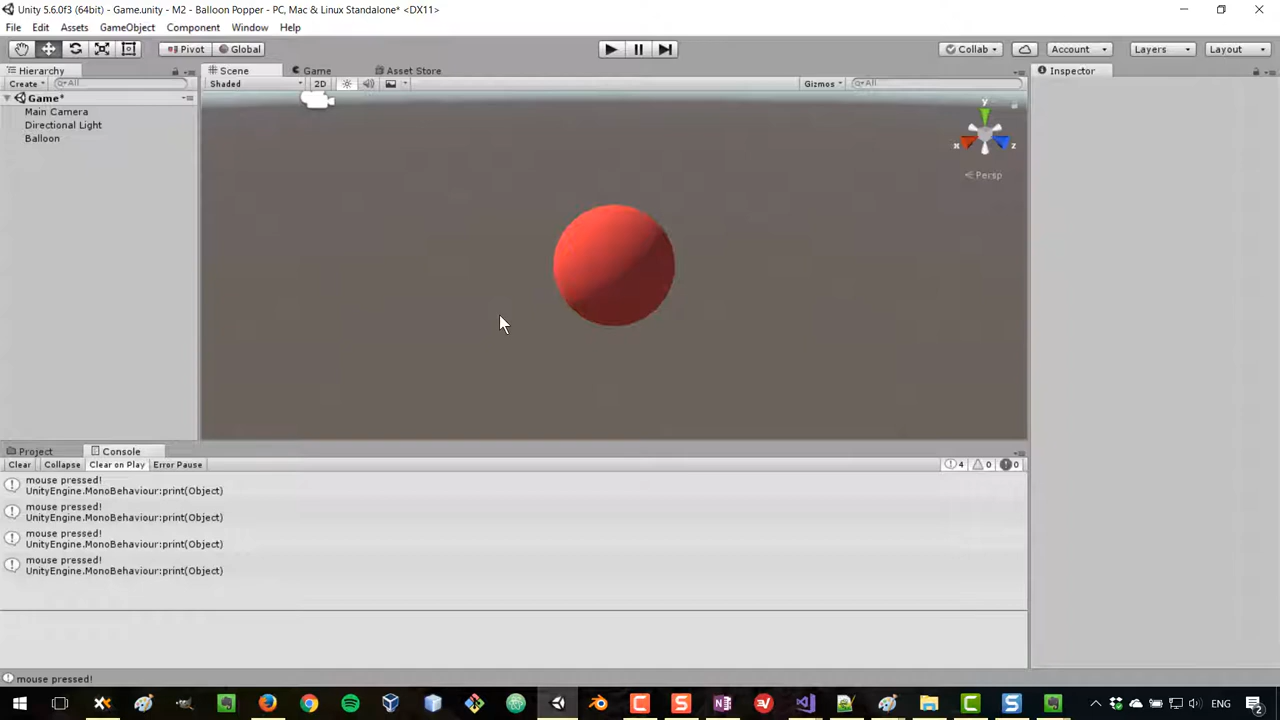 Unity 5.6.0f3 (64bit) - Game.unity - M2 - Balloon Popper - PC, Mac & Linux Standalone* <DX11>
File Edit Assets GameObject Component Window Help
Pivot Global Collab Account Layers Layout
Hierarchy Scene Game Asset Store Inspector
Create All Shaded 2D Gizmos All
Game*
Main Camera
Directional Light
Balloon
y
x z
Persp
Project Console
Clear Collapse Clear on Play Error Pause 4 0 0
mouse pressed!
UnityEngine.MonoBehaviour:print(Object)
mouse pressed!
UnityEngine.MonoBehaviour:print(Object)
mouse pressed!
UnityEngine.MonoBehaviour:print(Object)
mouse pressed!
UnityEngine.MonoBehaviour:print(Object)
mouse pressed!
ENG 2